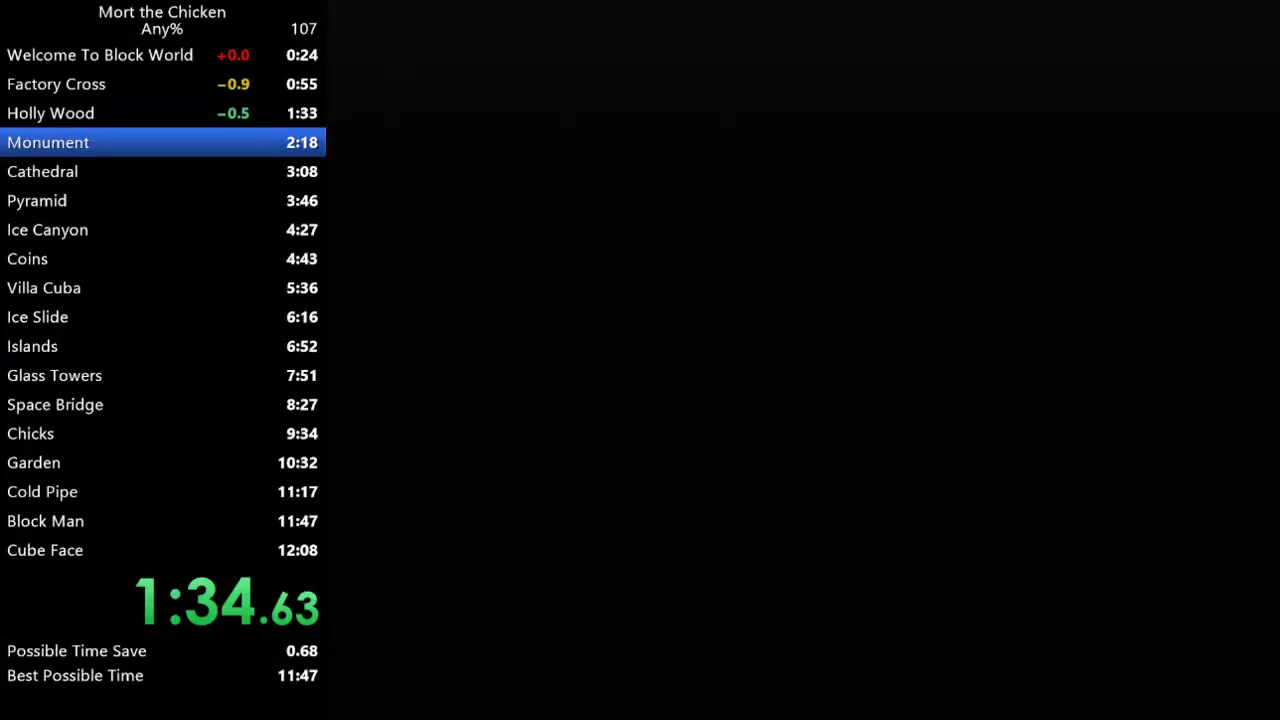 Mort the Chicken
Any% 107
Welcome To Block World +0.0 0:24
Factory Cross −0.9 0:55
Holly Wood −0.5 1:33
Monument 2:18
Cathedral 3:08
Pyramid 3:46
Ice Canyon 4:27
Coins 4:43
Villa Cuba 5:36
Ice Slide 6:16
Islands 6:52
Glass Towers 7:51
Space Bridge 8:27
Chicks 9:34
Garden 10:32
Cold Pipe 11:17
Block Man 11:47
Cube Face 12:08
1:34.63
Possible Time Save 0.68
Best Possible Time 11:47